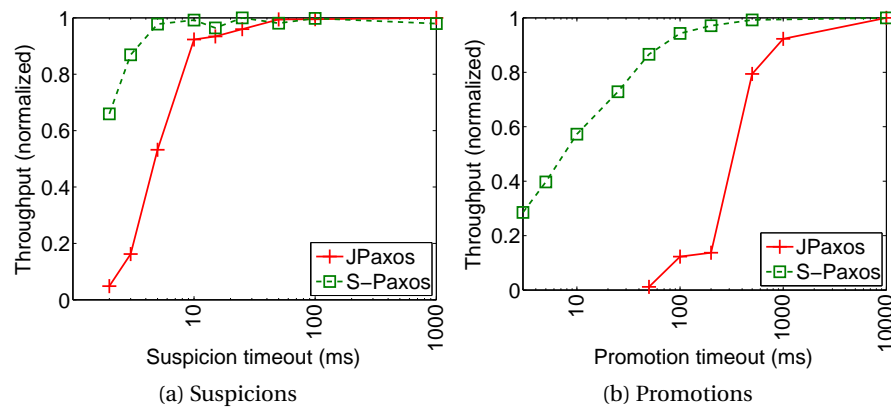 Throughput (normalized)
1
0.8
0.6
0.4
0.2
0
10
100
1000
Suspicion timeout (ms)
JPaxos
S-Paxos
(a) Suspicions
Throughput (normalized)
1
0.8
0.6
0.4
0.2
0
10
100
1000
10000
Promotion timeout (ms)
JPaxos
S-Paxos
(b) Promotions